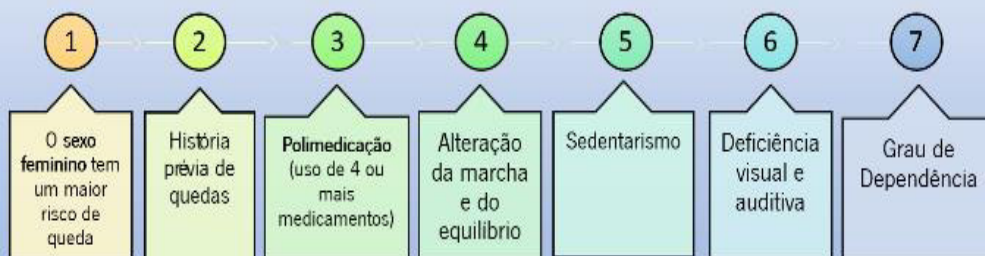 1
2
3
4
5
6
7
O sexo
feminino tem
um maior
risco de
queda
História
prévia de
quedas
Polimedicação
(uso de 4 ou
mais
medicamentos)
Alteração
da marcha
e do
equilíbrio
Sedentarismo
Deficiência
visual e
auditiva
Grau de
Dependência